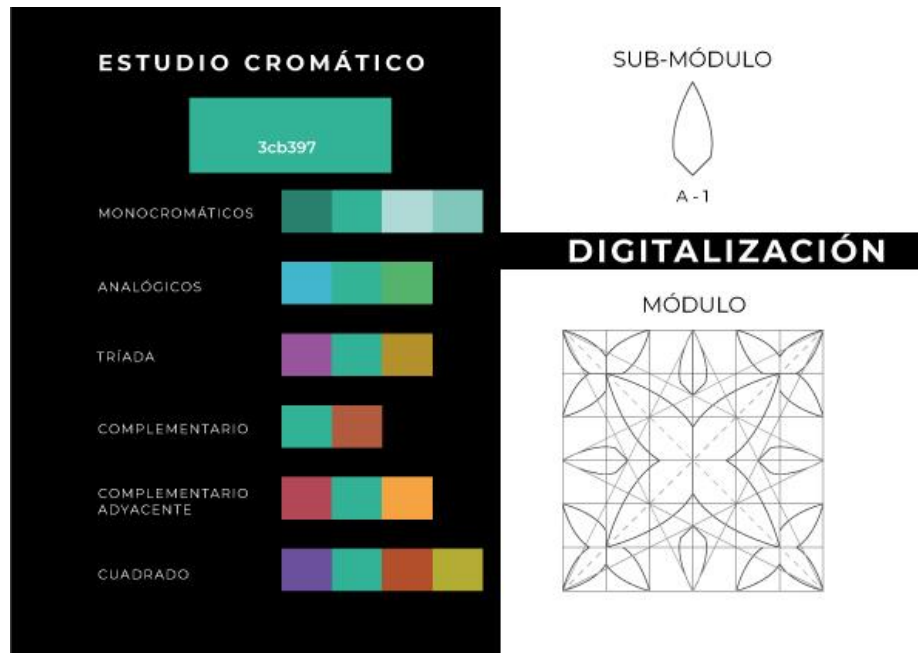 ESTUDIO CROMÁTICO
3cb397
MONOCROMÁTICOS
ANALÓGICOS
TRÍADA
COMPLEMENTARIO
COMPLEMENTARIO
ADYACENTE
CUADRADO
SUB-MÓDULO
A - 1
DIGITALIZACIÓN
MÓDULO